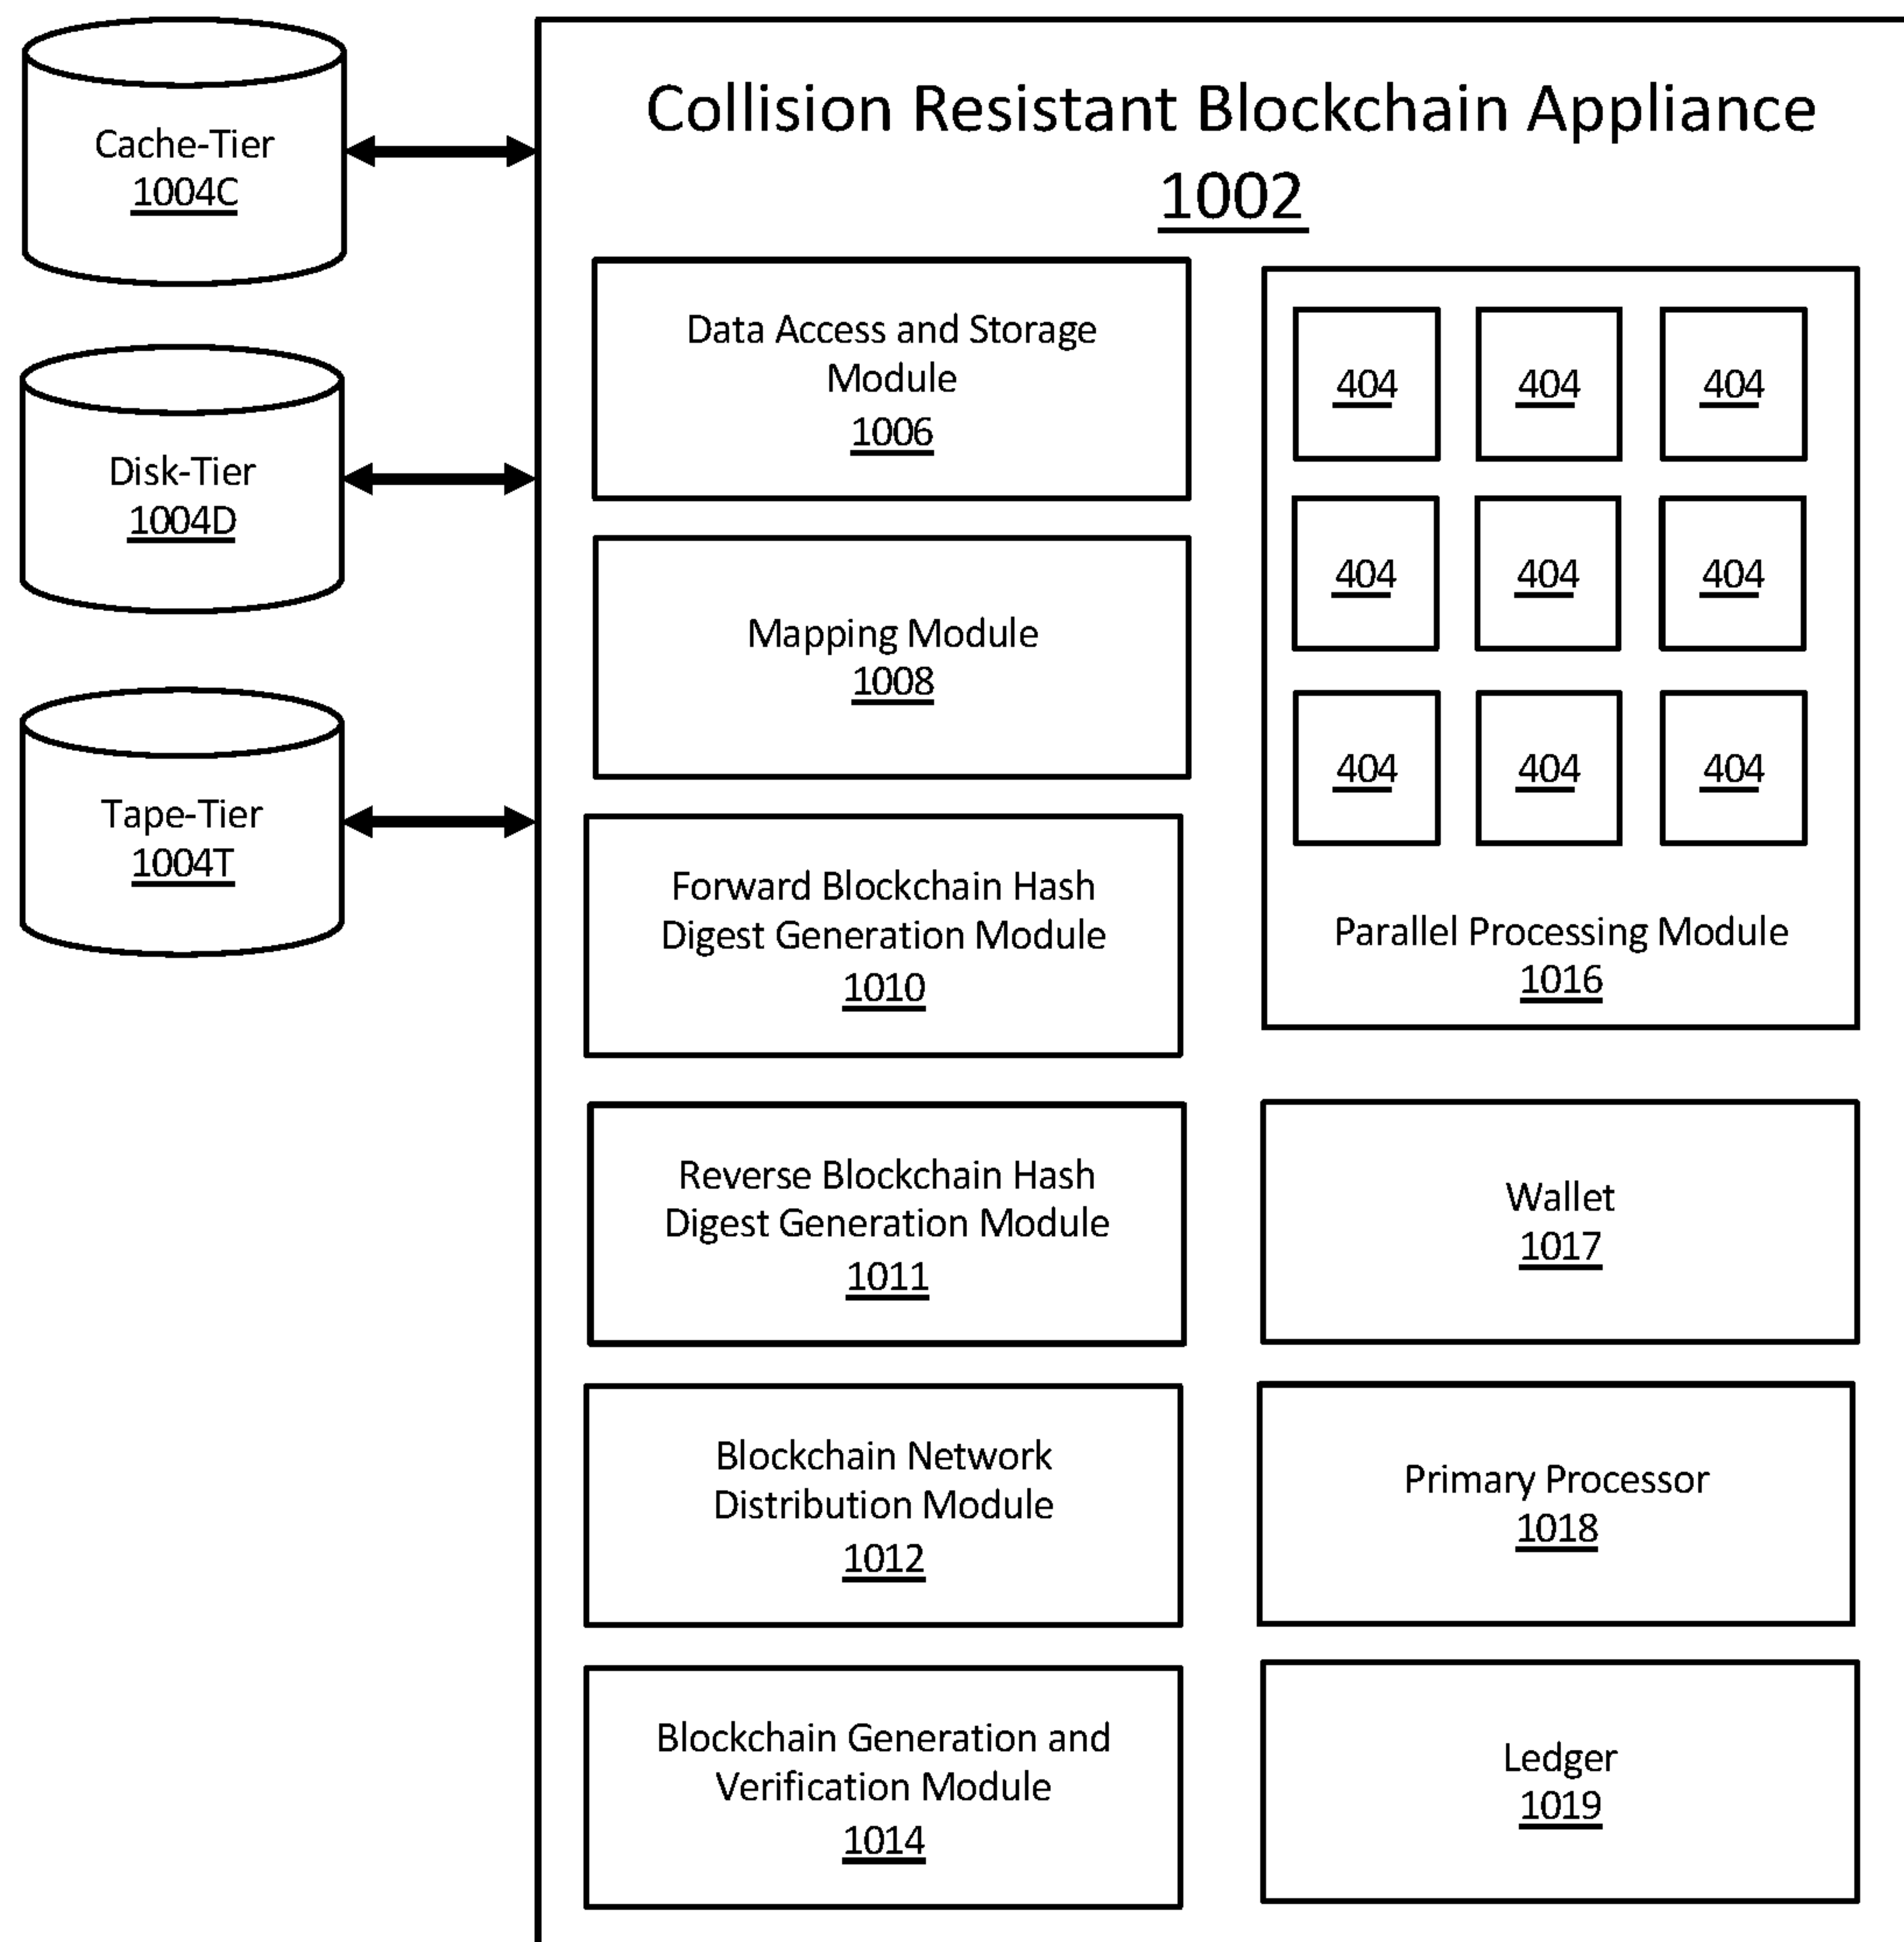 Cache-Tier
1004C
Disk-Tier
1004D
Tape-Tier
1004T
Collision Resistant Blockchain Appliance
1002
Data Access and Storage
Module
1006
Mapping Module
1008
Forward Blockchain Hash
Digest Generation Module
1010
Reverse Blockchain Hash
Digest Generation Module
1011
Blockchain Network
Distribution Module
1012
Blockchain Generation and
Verification Module
1014
404 404 404
404 404 404
404 404 404
Parallel Processing Module
1016
Wallet
1017
Primary Processor
1018
Ledger
1019